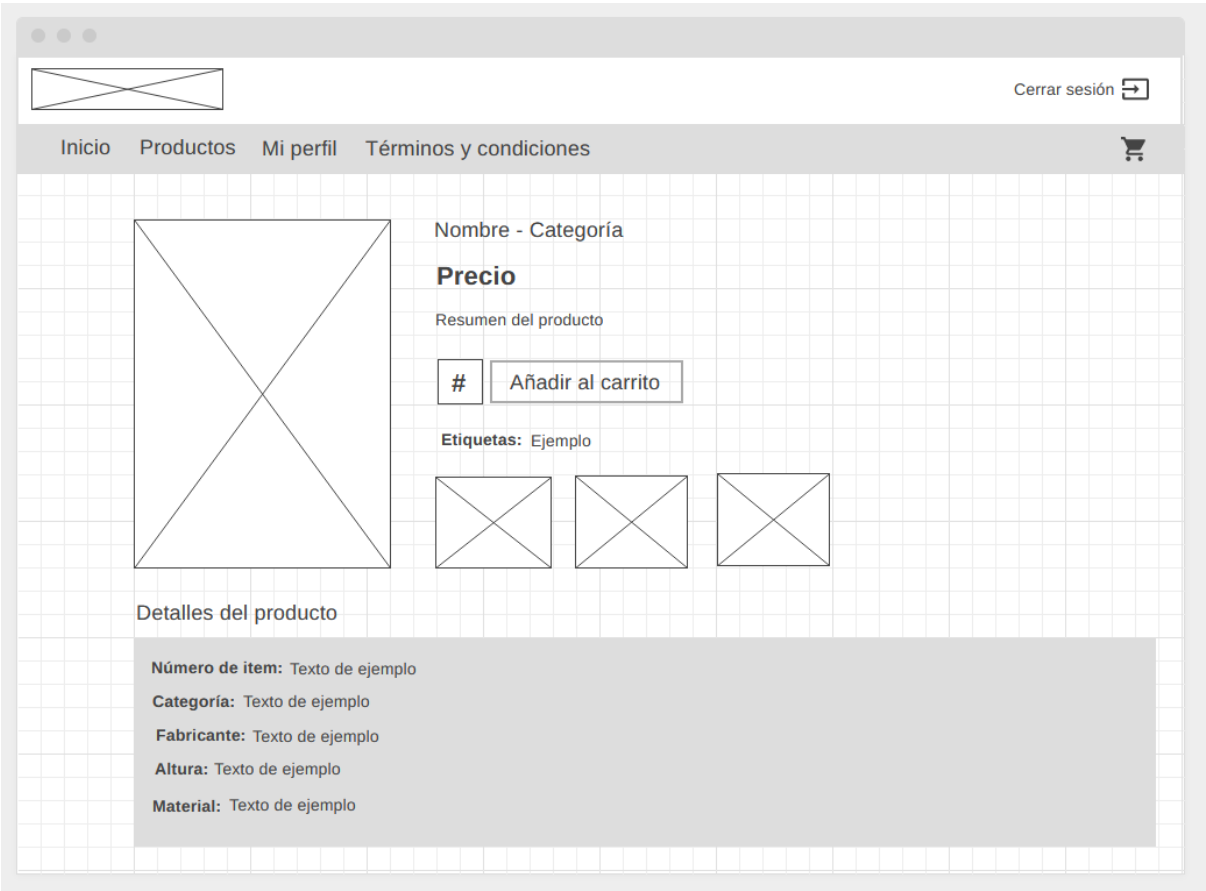 Cerrar sesión
Inicio Productos Mi perfil Términos y condiciones
Nombre - Categoría
Precio
Resumen del producto
# Añadir al carrito
Etiquetas: Ejemplo
Detalles del producto
Número de item: Texto de ejemplo
Categoría: Texto de ejemplo
Fabricante: Texto de ejemplo
Altura: Texto de ejemplo
Material: Texto de ejemplo